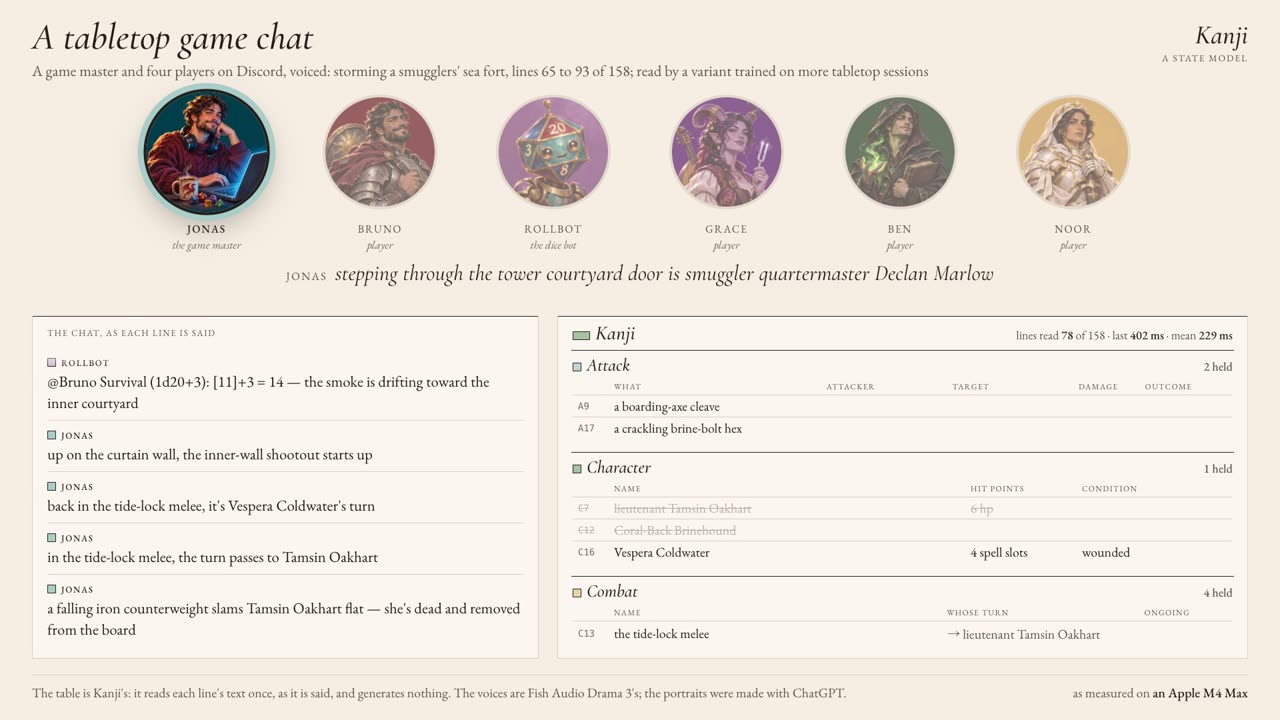 A tabletop game chat
Kanji
A STATE MODEL
A game master and four players on Discord, voiced: storming a smugglers' sea fort, lines 65 to 93 of 158; read by a variant trained on more tabletop sessions
20
3
8
JONAS
the game master
BRUNO
player
ROLLBOT
the dice bot
GRACE
player
BEN
player
NOOR
player
JONAS stepping through the tower courtyard door is smuggler quartermaster Declan Marlow
THE CHAT, AS EACH LINE IS SAID
ROLLBOT
@Bruno Survival (1d20+3): [11]+3 = 14 — the smoke is drifting toward the
inner courtyard
JONAS
up on the curtain wall, the inner-wall shootout starts up
JONAS
back in the tide-lock melee, it's Vespera Coldwater's turn
JONAS
in the tide-lock melee, the turn passes to Tamsin Oakhart
JONAS
a falling iron counterweight slams Tamsin Oakhart flat — she's dead and removed
from the board
Kanji
lines read 78 of 158 · last 402 ms · mean 229 ms
Attack
2 held
WHAT ATTACKER TARGET DAMAGE OUTCOME
A9 a boarding-axe cleave
A17 a crackling brine-bolt hex
Character
1 held
NAME HIT POINTS CONDITION
C7 lieutenant Tamsin Oakhart 6 hp
C12 Coral-Back Brinehound
C16 Vespera Coldwater 4 spell slots wounded
Combat
4 held
NAME WHOSE TURN ONGOING
C13 the tide-lock melee → lieutenant Tamsin Oakhart
The table is Kanji's: it reads each line's text once, as it is said, and generates nothing. The voices are Fish Audio Drama 3's; the portraits were made with ChatGPT.
as measured on an Apple M4 Max